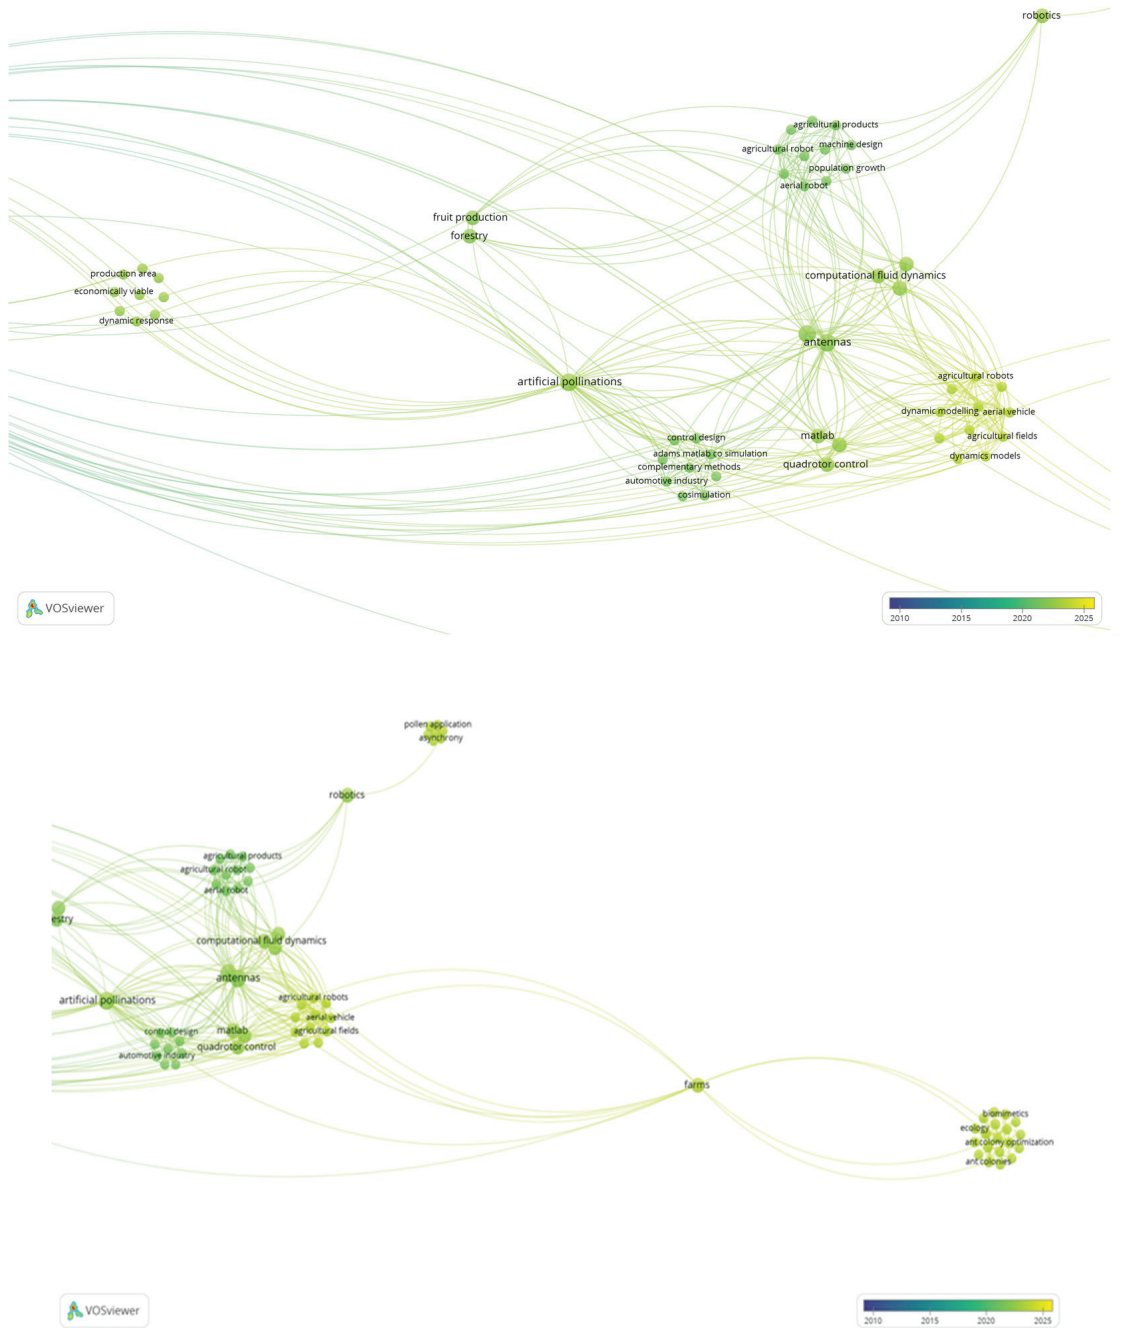 robotics
agricultural products
machine design
agricultural robot
population growth
aerial robot
fruit production
forestry
production area
computational fluid dynamics
economically viable
dynamic response
antennas
artificial pollinations
agricultural robots
dynamic modelling
aerial vehicle
control design
matlab
agricultural fields
adams matlab co simulation
dynamics models
complementary methods
quadrotor control
automotive industry
cosimulation
VOSviewer
2010 2015 2020 2025
pollen application
asynchrony
robotics
agricultural products
agricultural robot
aerial robot
estry
computational fluid dynamics
antennas
artificial pollinations
agricultural robots
aerial vehicle
control design
matlab
agricultural fields
quadrotor control
automotive industry
farms
biomimetics
ecology
ant colony optimization
ant colonies
VOSviewer
2010 2015 2020 2025